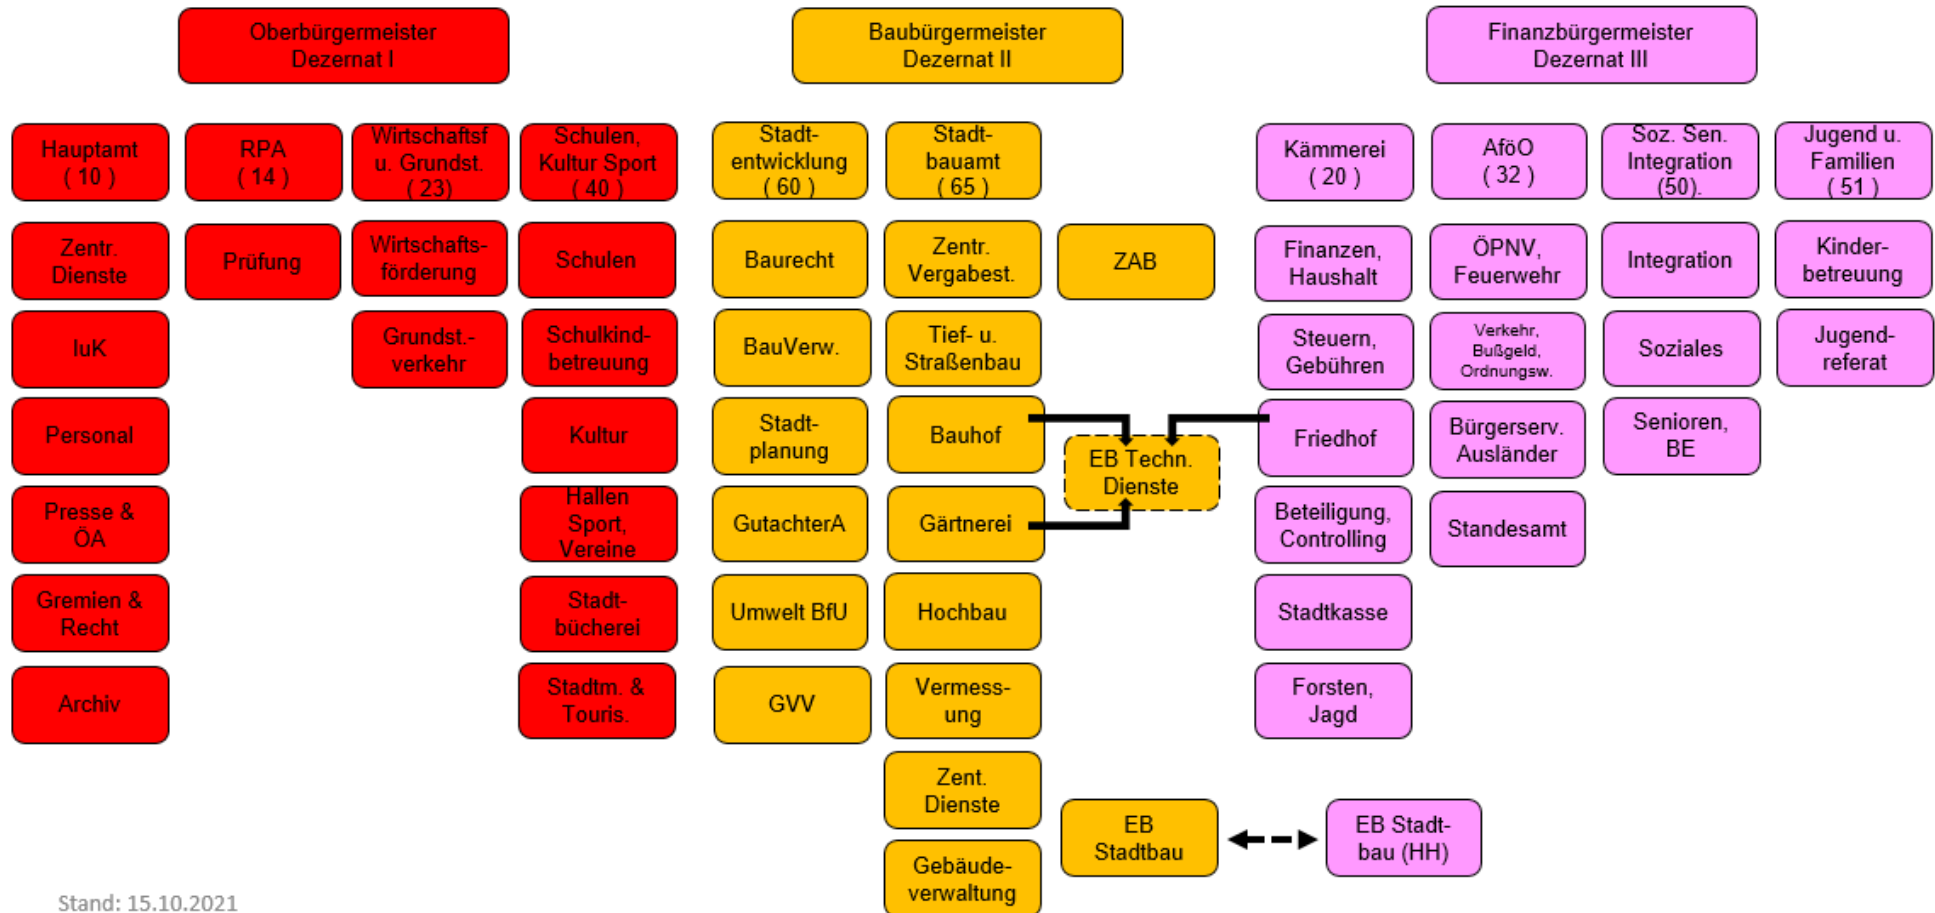 Oberbürgermeister
Dezernat I
Baubürgermeister
Dezernat II
Finanzbürgermeister
Dezernat III
Hauptamt
( 10 )
RPA
( 14 )
Wirtschaftsf
u. Grundst.
( 23)
Schulen,
Kultur Sport
( 40 )
Stadt-
entwicklung
( 60 )
Stadt-
bauamt
( 65 )
Kämmerei
( 20 )
AföO
( 32 )
Soz. Sen.
Integration
(50).
Jugend u.
Familien
( 51 )
Zentr.
Dienste
Prüfung
Wirtschafts-
förderung
Schulen
Baurecht
Zentr.
Vergabest.
ZAB
Finanzen,
Haushalt
ÖPNV,
Feuerwehr
Integration
Kinder-
betreuung
IuK
Grundst.-
verkehr
Schulkind-
betreuung
BauVerw.
Tief- u.
Straßenbau
Steuern,
Gebühren
Verkehr,
Bußgeld,
Ordnungsw.
Soziales
Jugend-
referat
Personal
Kultur
Stadt-
planung
Bauhof
EB Techn.
Dienste
Friedhof
Bürgerserv.
Ausländer
Senioren,
BE
Presse &
ÖA
Hallen
Sport,
Vereine
GutachterA
Gärtnerei
Beteiligung,
Controlling
Standesamt
Gremien &
Recht
Stadt-
bücherei
Umwelt BfU
Hochbau
Stadtkasse
Archiv
Stadtm. &
Touris.
GVV
Vermess-
ung
Forsten,
Jagd
Zent.
Dienste
EB
Stadtbau
EB Stadt-
bau (HH)
Gebäude-
verwaltung
Stand: 15.10.2021